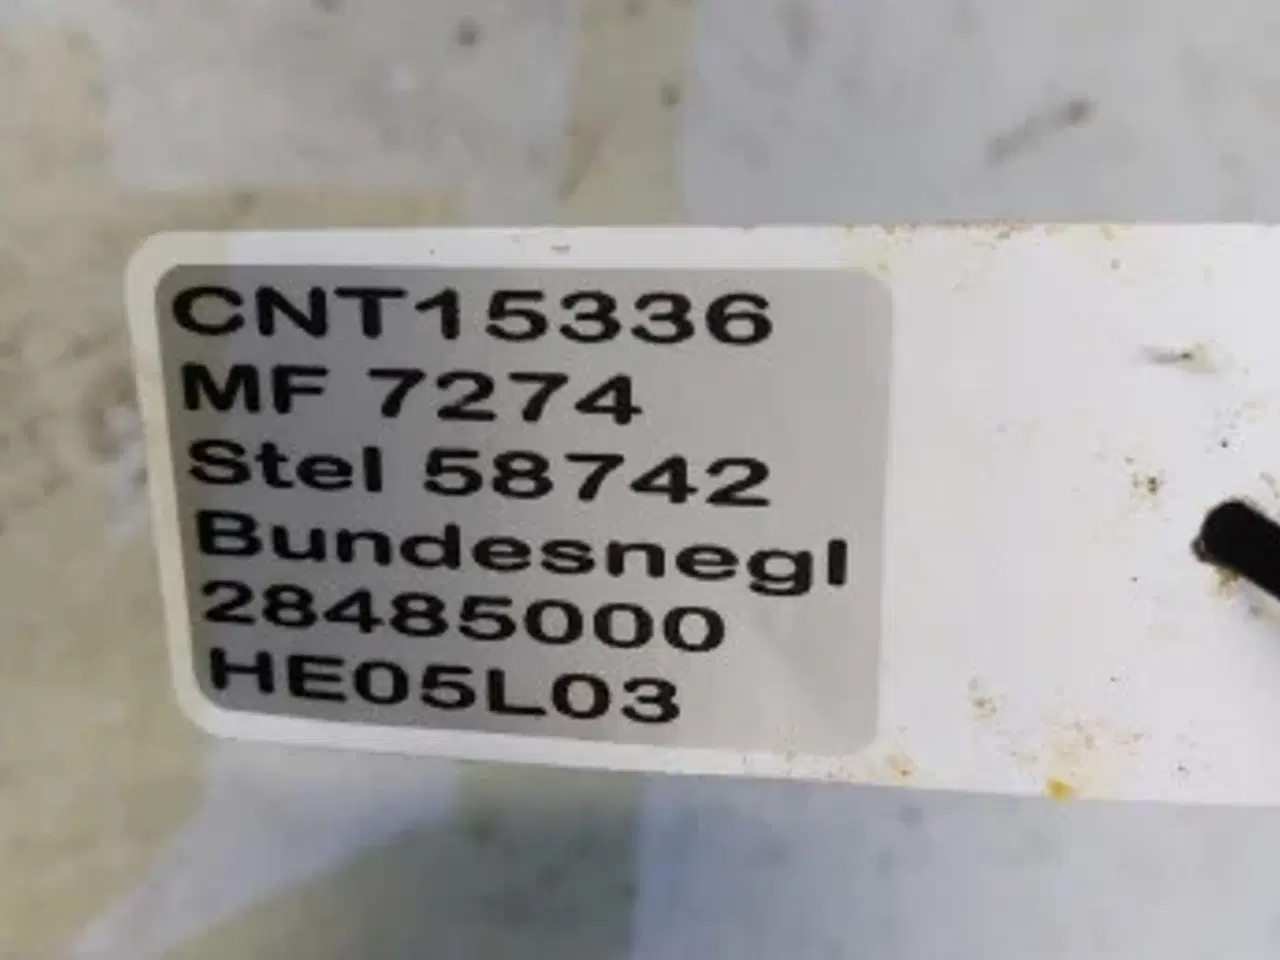 CNT15336
MF 7274
Stel 58742
Bundesnegl
28485000
HE05L03